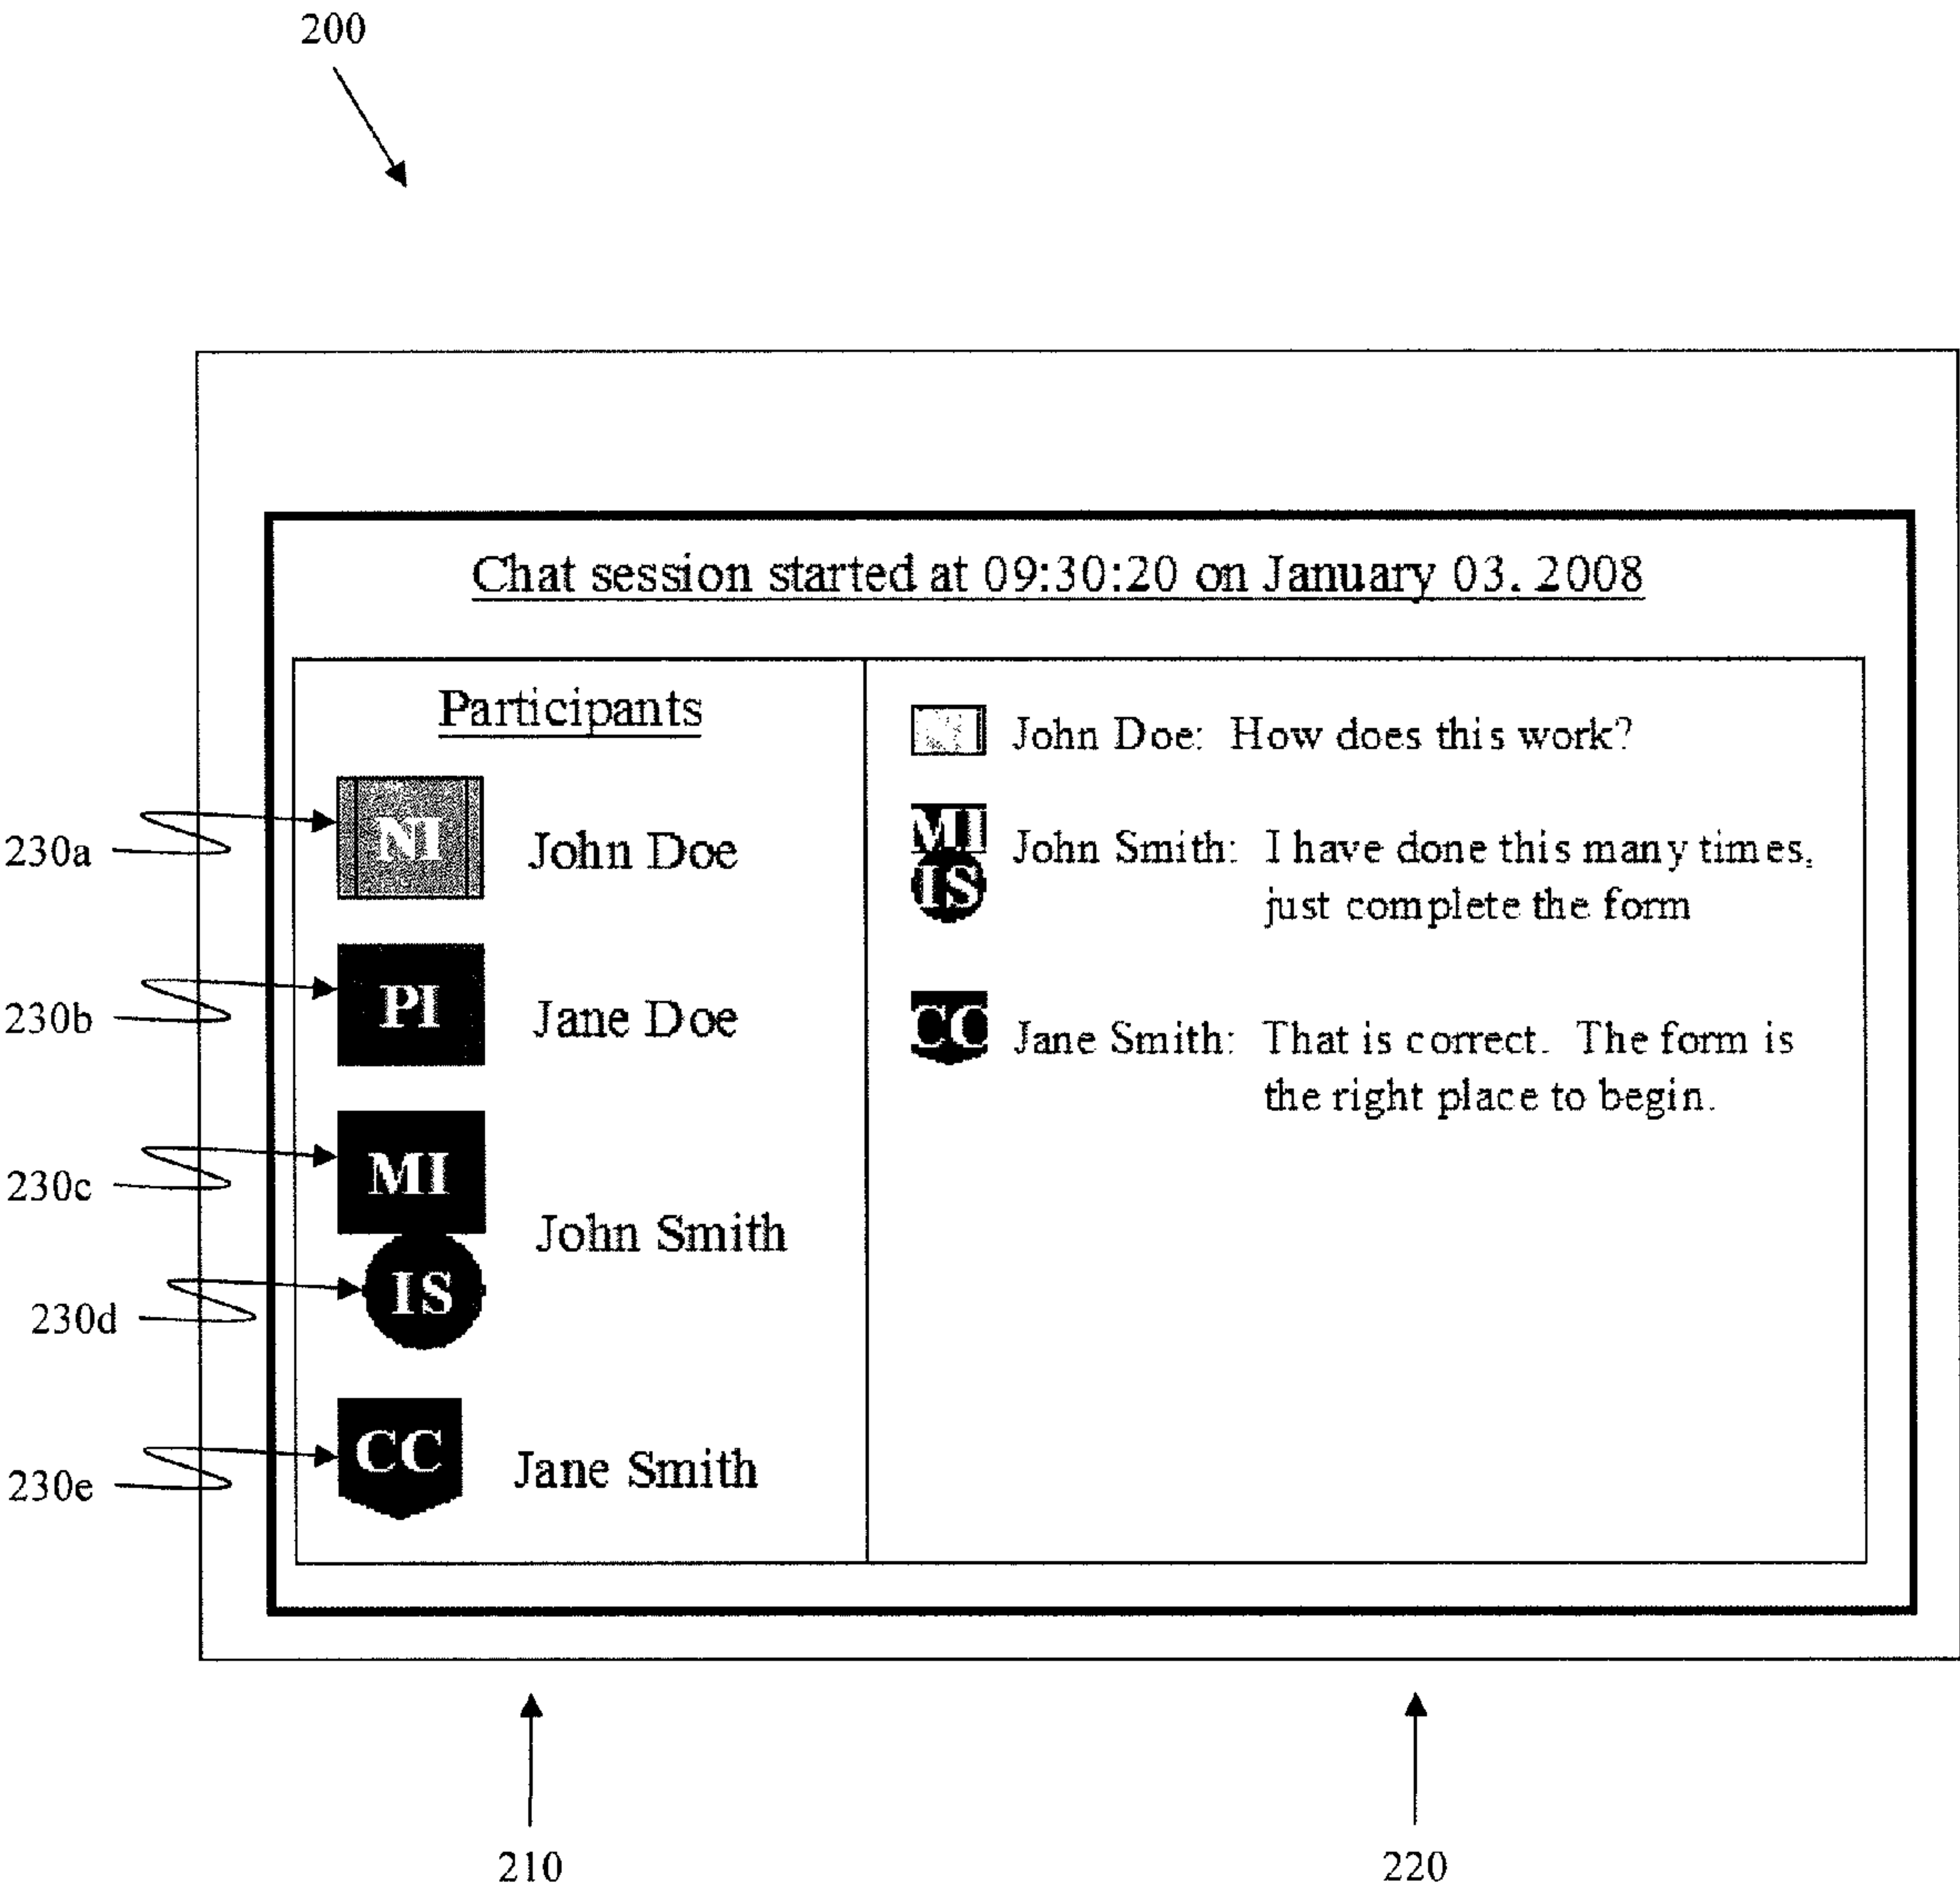 200
Chat session started at 09:30:20 on January 03. 2008
Participants
230a
NI
John Doe
230b
PI
Jane Doe
230c
MI
John Smith
230d
IS
230e
CC
Jane Smith
John Doe: How does this work?
MI
IS
John Smith: I have done this many times,
just complete the form
CC
Jane Smith: That is correct. The form is
the right place to begin.
210
220